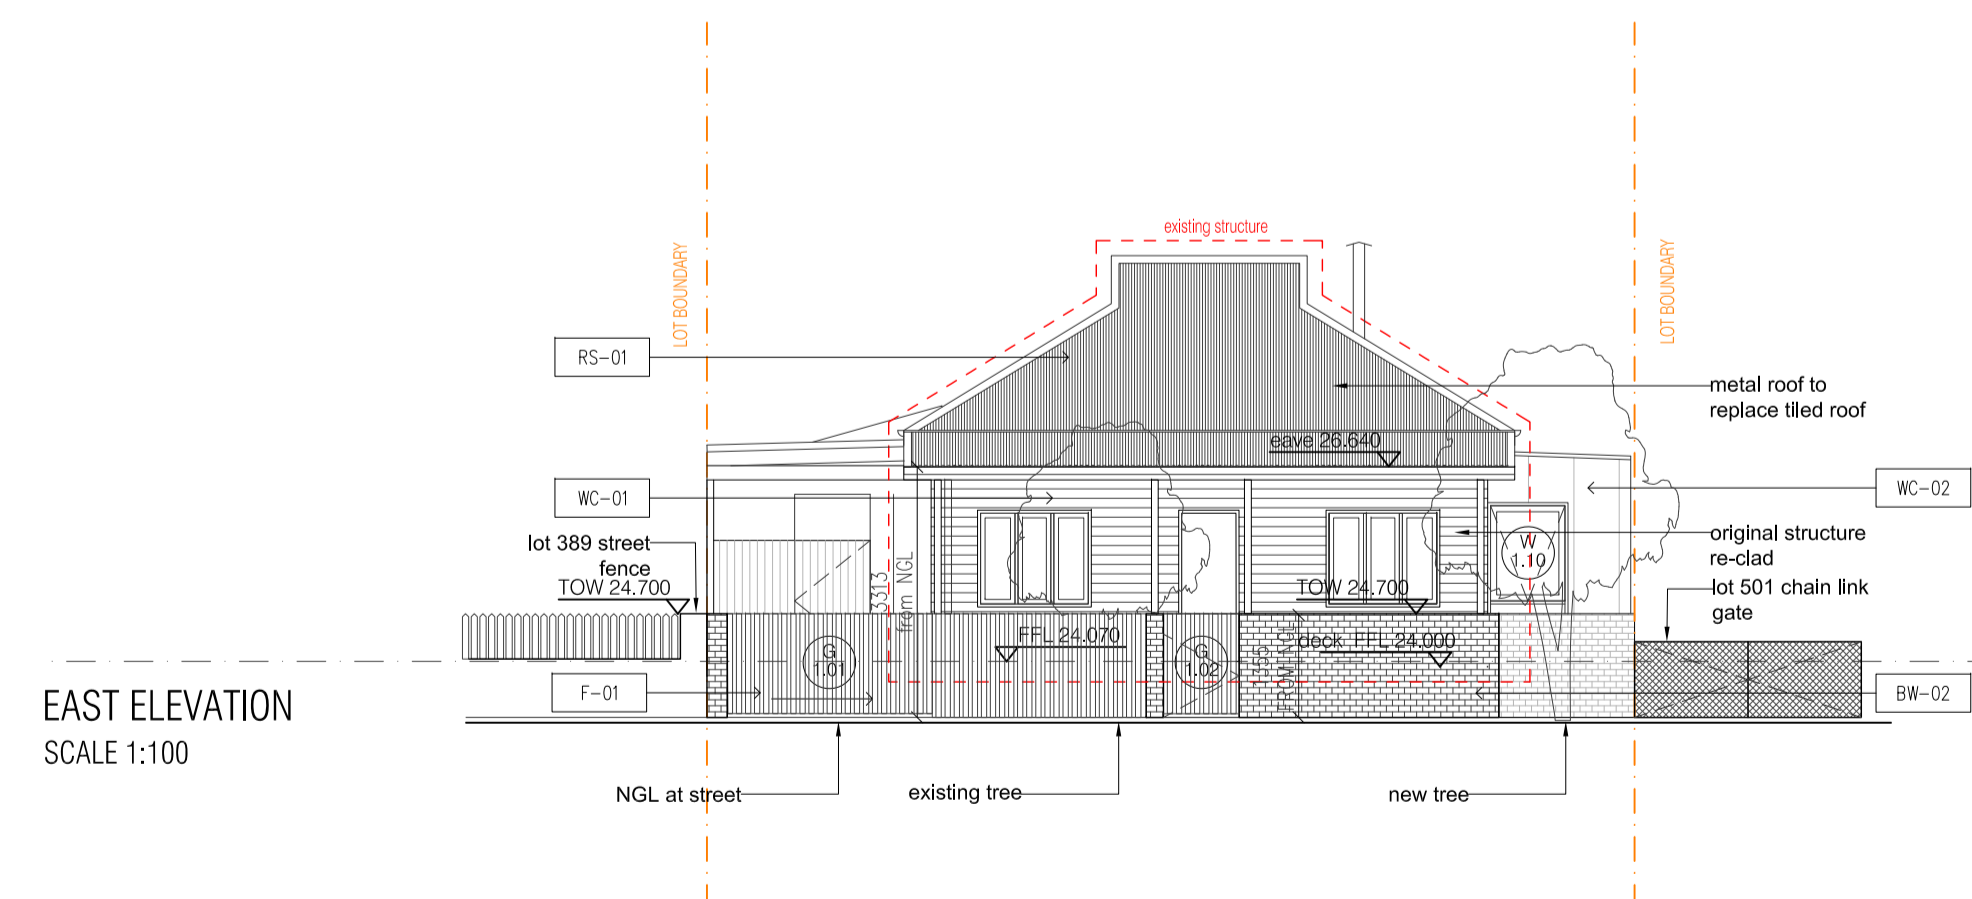 existing structure
LOT BOUNDARY
LOT BOUNDARY
RS-01
metal roof to
replace tiled roof
eave 26.640
WC-01
WC-02
lot 389 street
fence
original structure
re-clad
W
1.10
TOW 24.700
3313
from NGL
TOW 24.700
lot 501 chain link
gate
FFL 24.070
deck FFL 24.000
G
1.01
G
1.02
1355
FROM NGL
F-01
BW-02
EAST ELEVATION
SCALE 1:100
NGL at street
existing tree
new tree